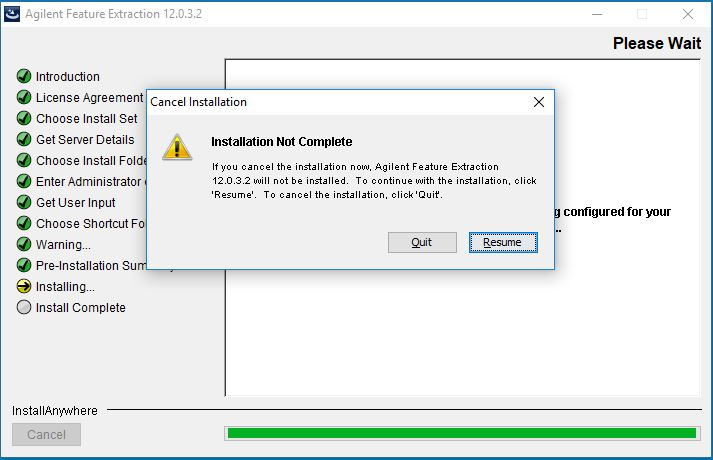 Agilent Feature Extraction 12.0.3.2
Please Wait
Introduction
License Agreement
Choose Install Set
Get Server Details
Choose Install Folde
Enter Administrator
Get User Input
Choose Shortcut Fo
Warning...
Pre-Installation Sum
Installing...
Install Complete
Cancel Installation
Installation Not Complete
If you cancel the installation now, Agilent Feature Extraction
12.0.3.2 will not be installed.  To continue with the installation, click
'Resume'.  To cancel the installation, click 'Quit'.
Quit
Resume
g configured for your
..
InstallAnywhere
Cancel